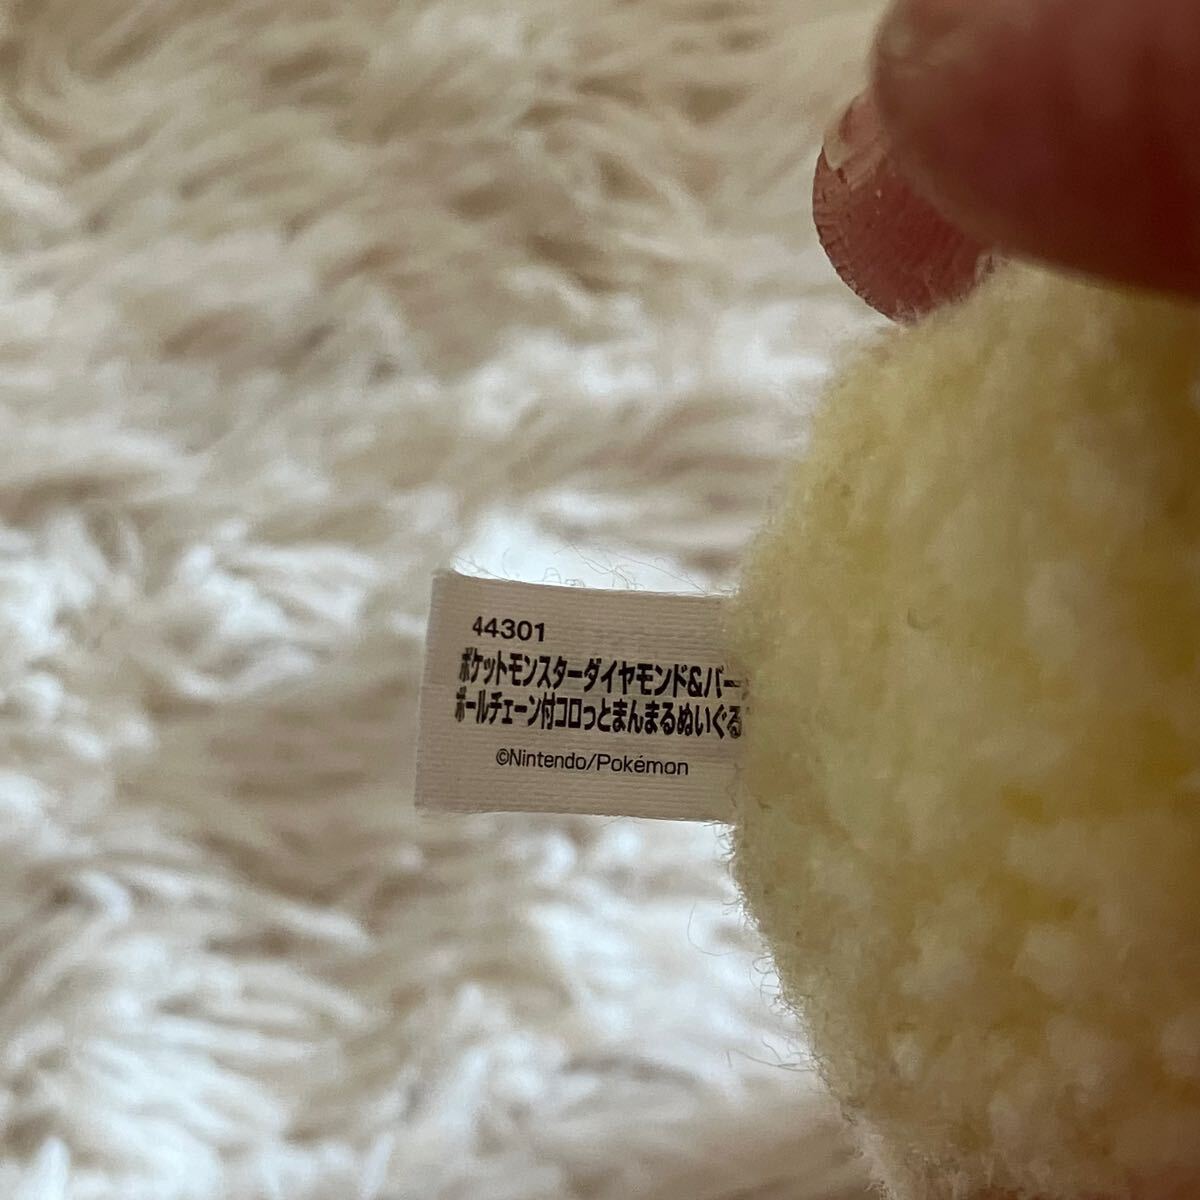 44301
ポケットモンスターダイヤモンド&パー
ボールチェーン付コロっとまんまるぬいぐる
©Nintendo/Pokémon